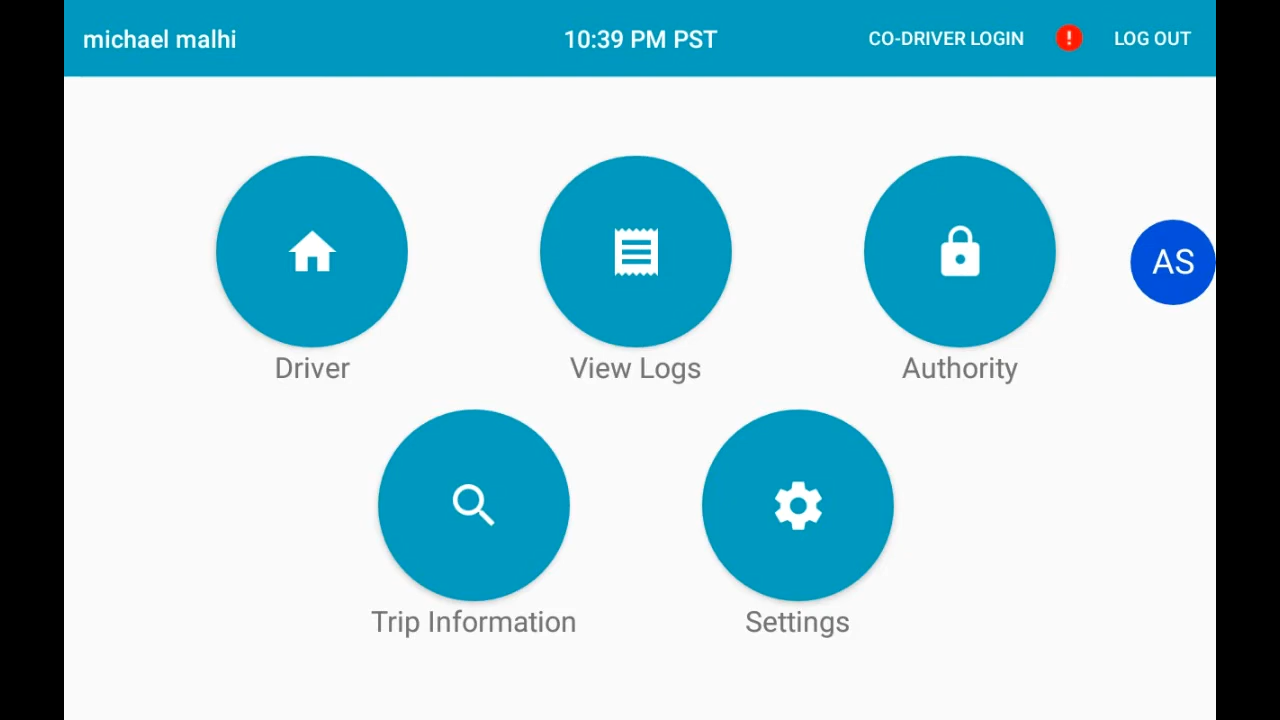 michael malhi 10:39 PM PST CO-DRIVER LOGIN ! LOG OUT
AS
Driver View Logs Authority
Trip Information Settings